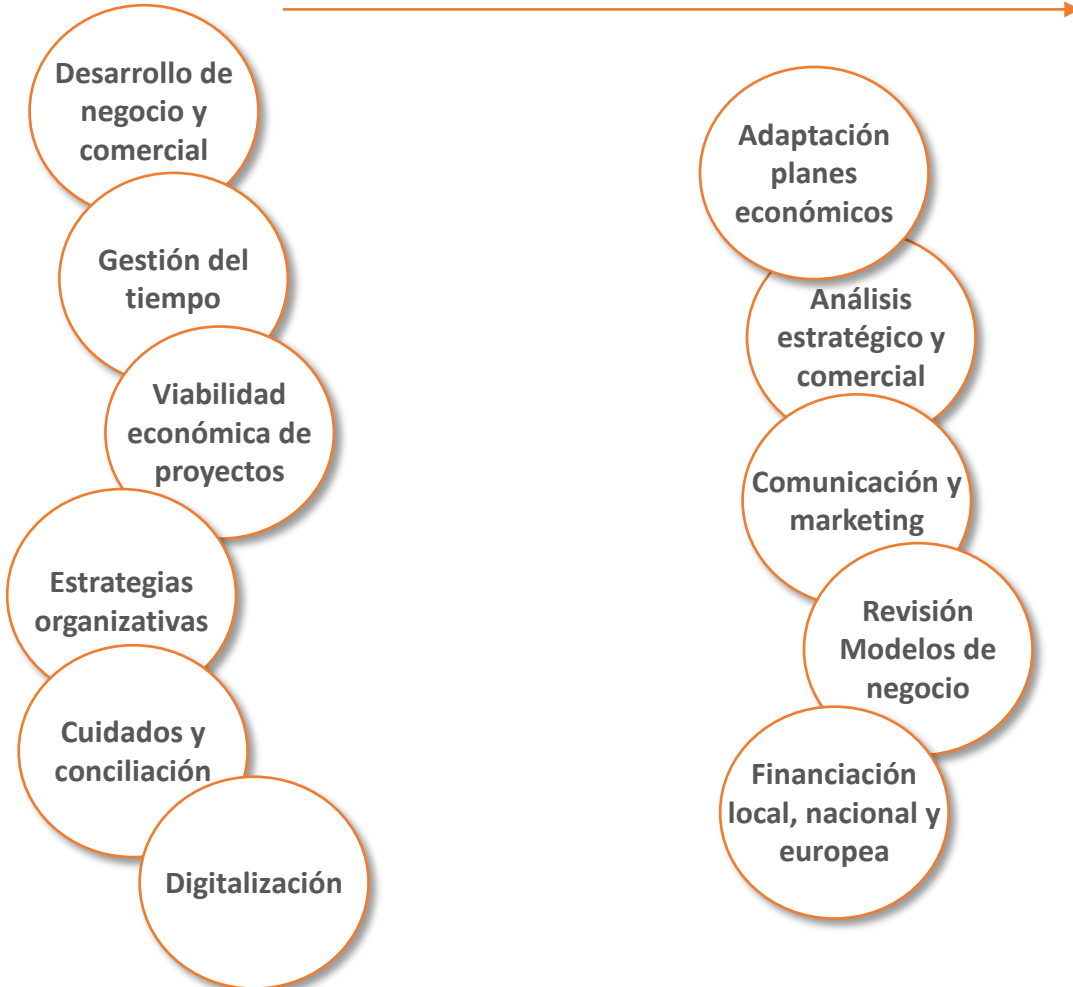 Desarrollo de
negocio y
comercial
Gestión del
tiempo
Viabilidad
económica de
proyectos
Estrategias
organizativas
Cuidados y
conciliación
Digitalización
Adaptación
planes
económicos
Análisis
estratégico y
comercial
Comunicación y
marketing
Revisión
Modelos de
negocio
Financiación
local, nacional y
europea